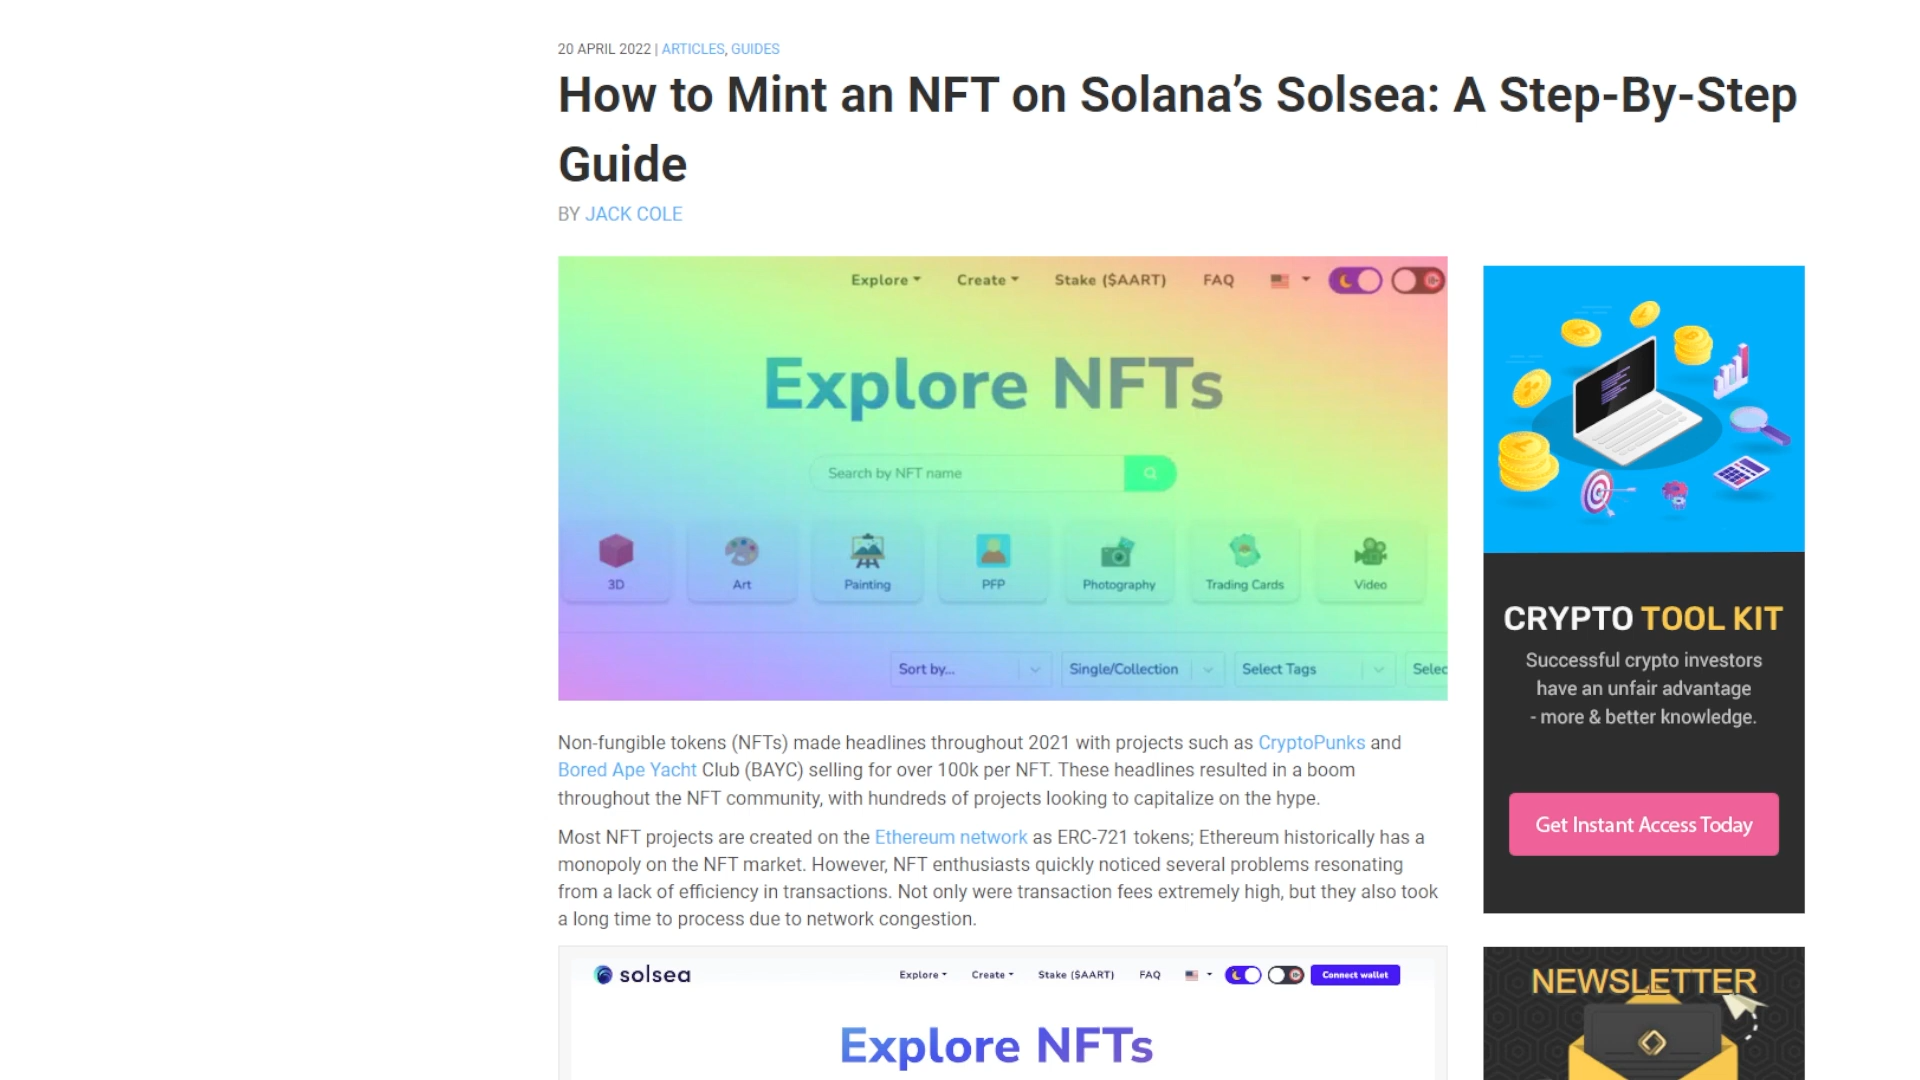 20 APRIL 2022 | ARTICLES, GUIDES
How to Mint an NFT on Solana’s Solsea: A Step-By-Step
Guide
BY JACK COLE
Explore Create Stake ($AART) FAQ
Explore NFTs
Search by NFT name
3D Art Painting PFP Photography Trading Cards Video
Sort by... Single/Collection Select Tags Selec
Non-fungible tokens (NFTs) made headlines throughout 2021 with projects such as CryptoPunks and
Bored Ape Yacht Club (BAYC) selling for over 100k per NFT. These headlines resulted in a boom
throughout the NFT community, with hundreds of projects looking to capitalize on the hype.
Most NFT projects are created on the Ethereum network as ERC-721 tokens; Ethereum historically has a
monopoly on the NFT market. However, NFT enthusiasts quickly noticed several problems resonating
from a lack of efficiency in transactions. Not only were transaction fees extremely high, but they also took
a long time to process due to network congestion.
solsea Explore Create Stake ($AART) FAQ Connect wallet
Explore NFTs
CRYPTO TOOL KIT
Successful crypto investors
have an unfair advantage
- more & better knowledge.
Get Instant Access Today
NEWSLETTER